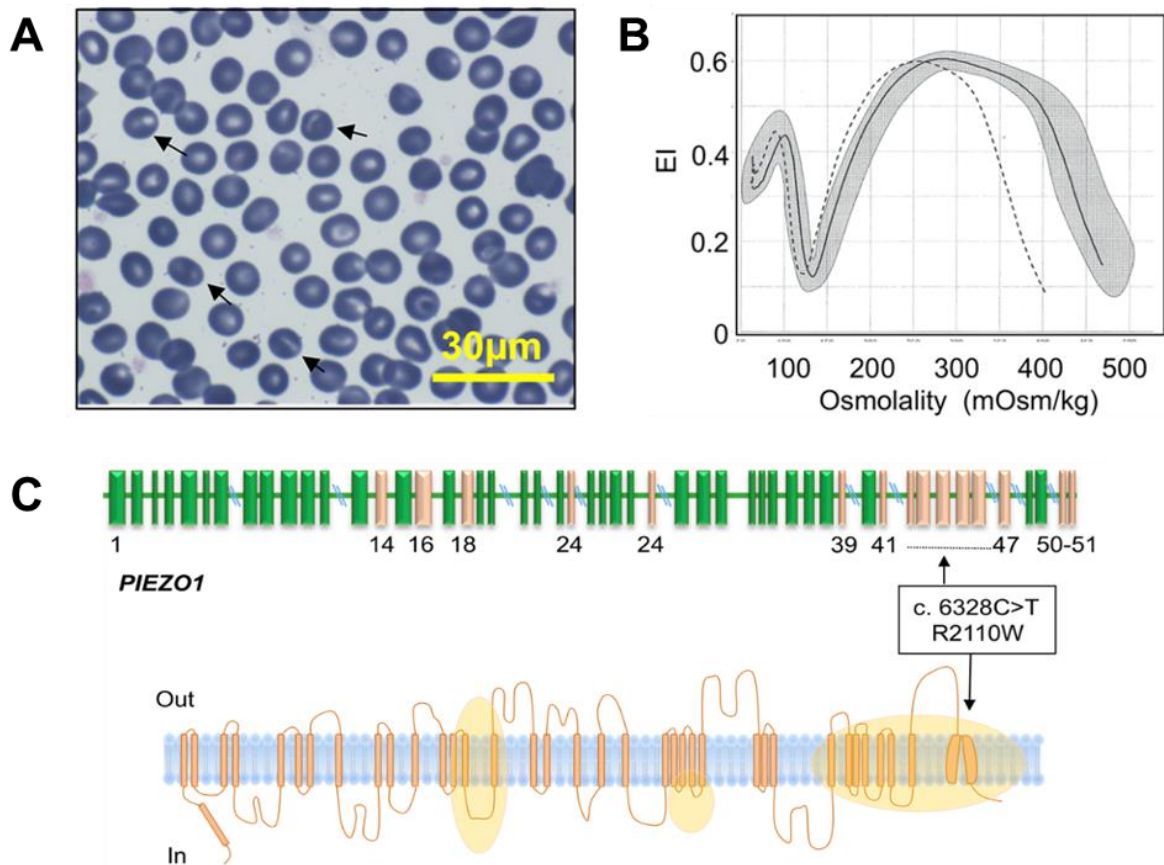 A
30μm
B
EI
0.6
0.4
0.2
0
100 200 300 400 500
Osmolality (mOsm/kg)
C
1 14 16 18 24 24 39 41 47 50-51
PIEZO1
c. 6328C>T
R2110W
Out
In